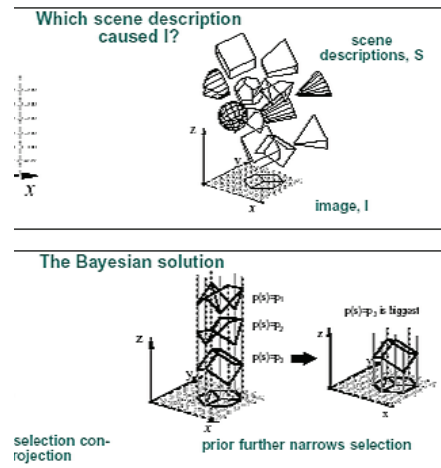 Which scene description
caused I?
scene
descriptions, S
z
y
x
x
image, I
The Bayesian solution
p(s)=p1
p(s)=p2
p(s)=p3
p(s)=p3 is biggest
z
y
x
z
x
selection con-
rojection
prior further narrows selection